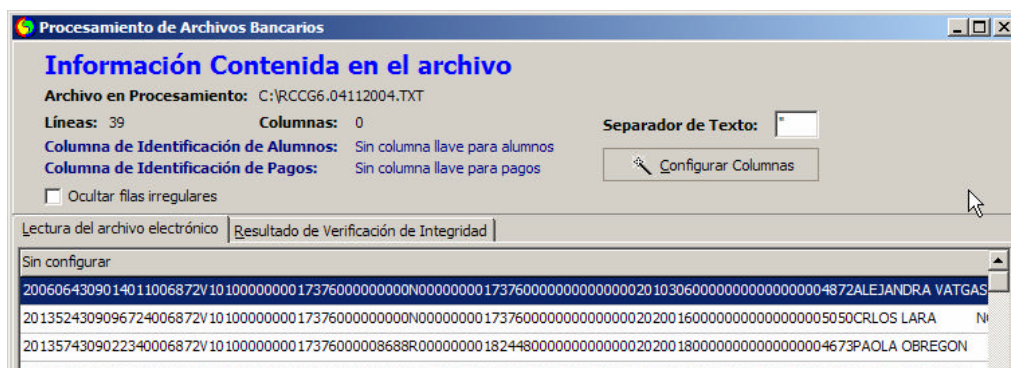 Procesamiento de Archivos Bancarios
Información Contenida en el archivo
Archivo en Procesamiento: C:\RCCG6.04112004.TXT
Líneas: 39 Columnas: 0 Separador de Texto: "
Columna de Identificación de Alumnos: Sin columna llave para alumnos
Columna de Identificación de Pagos: Sin columna llave para pagos
Configurar Columnas
Ocultar filas irregulares
Lectura del archivo electrónico Resultado de Verificación de Integridad
Sin configurar
2006064309014011006872V10100000000173760000000000N00000000173760000000000000020103060000000000000004872ALEJANDRA VATGAS
2013524309096724006872V10100000000173760000000000N00000000173760000000000000020200160000000000000005050CRLOS LARA
2013574309022340006872V10100000000173760000008688R00000000182448000000000000020200180000000000000004673PAOLA OBREGON